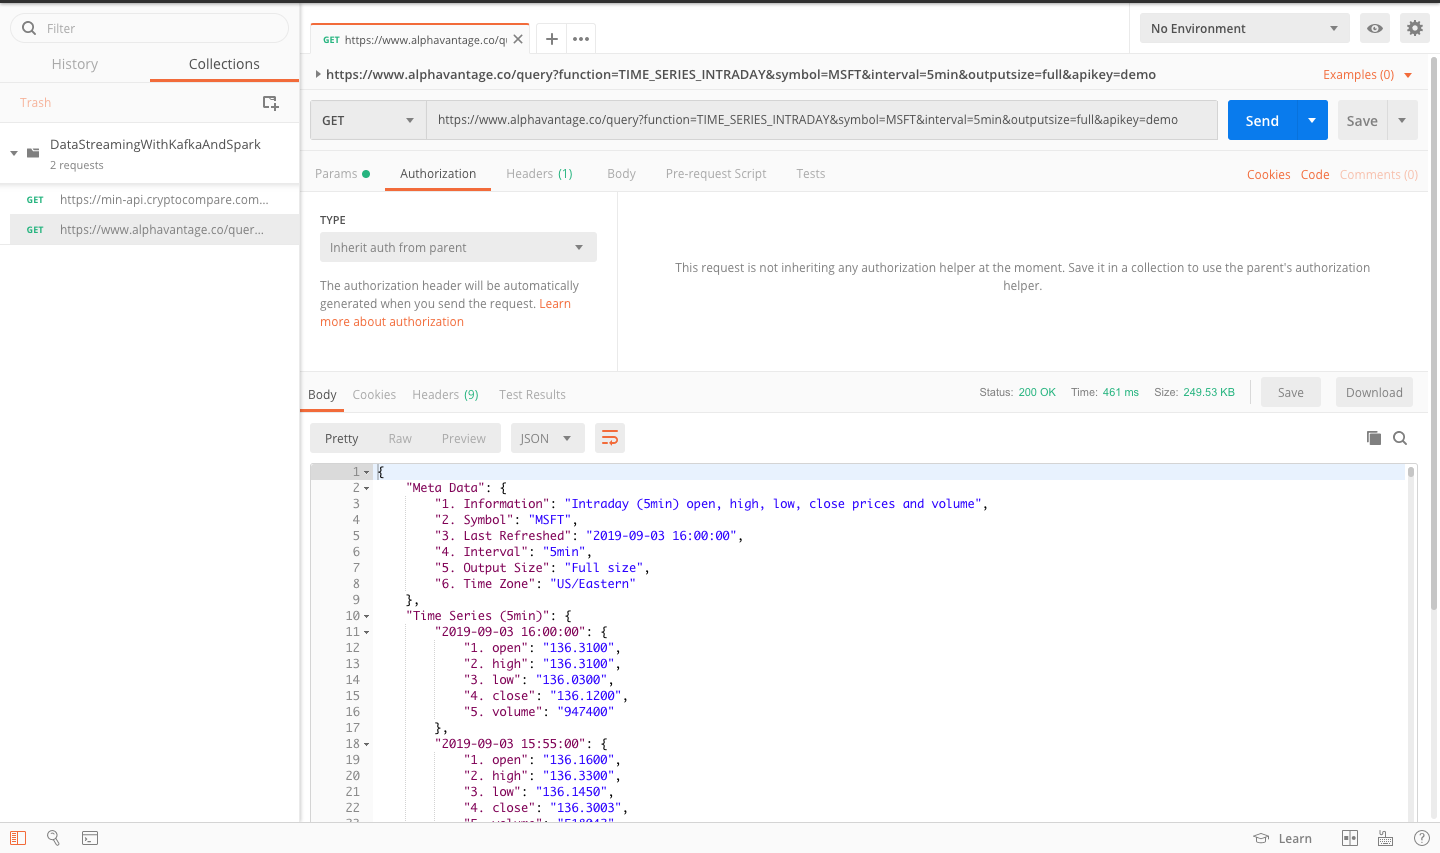 Filter
History
Collections
Trash
DataStreamingWithKafkaAndSpark
2 requests
GET https://min-api.cryptocompare.com...
GET https://www.alphavantage.co/quer...
GET https://www.alphavantage.co/q
No Environment
https://www.alphavantage.co/query?function=TIME_SERIES_INTRADAY&symbol=MSFT&interval=5min&outputsize=full&apikey=demo
Examples (0)
GET
https://www.alphavantage.co/query?function=TIME_SERIES_INTRADAY&symbol=MSFT&interval=5min&outputsize=full&apikey=demo
Send
Save
Params Authorization Headers (1) Body Pre-request Script Tests
Cookies Code Comments (0)
TYPE
Inherit auth from parent
The authorization header will be automatically
generated when you send the request. Learn
more about authorization
This request is not inheriting any authorization helper at the moment. Save it in a collection to use the parent's authorization
helper.
Body Cookies Headers (9) Test Results
Status: 200 OK Time: 461 ms Size: 249.53 KB
Save
Download
Pretty Raw Preview
JSON
1 {
2 "Meta Data": {
3 "1. Information": "Intraday (5min) open, high, low, close prices and volume",
4 "2. Symbol": "MSFT",
5 "3. Last Refreshed": "2019-09-03 16:00:00",
6 "4. Interval": "5min",
7 "5. Output Size": "Full size",
8 "6. Time Zone": "US/Eastern"
9 },
10 "Time Series (5min)": {
11 "2019-09-03 16:00:00": {
12 "1. open": "136.3100",
13 "2. high": "136.3100",
14 "3. low": "136.0300",
15 "4. close": "136.1200",
16 "5. volume": "947400"
17 },
18 "2019-09-03 15:55:00": {
19 "1. open": "136.1600",
20 "2. high": "136.3300",
21 "3. low": "136.1450",
22 "4. close": "136.3003",
Learn